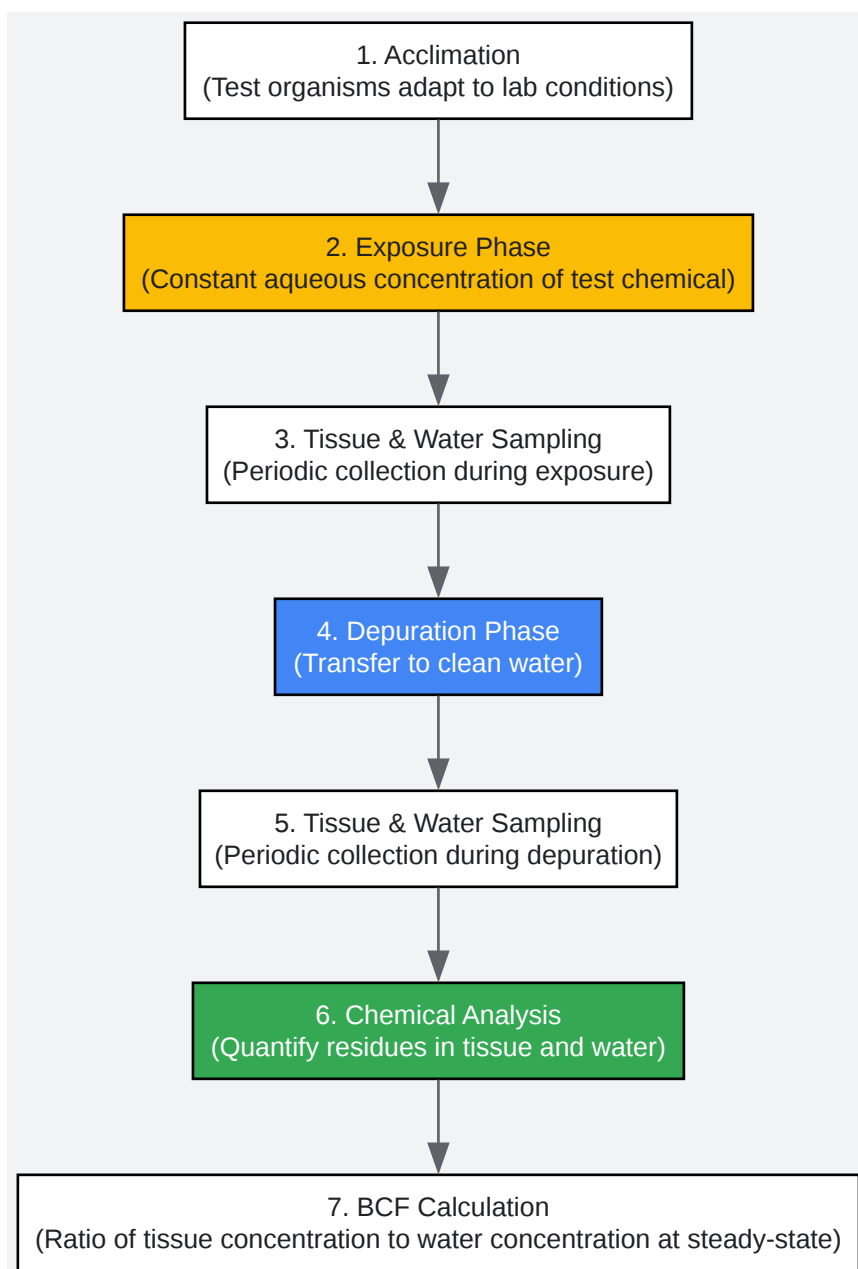 1. Acclimation
(Test organisms adapt to lab conditions)
2. Exposure Phase
(Constant aqueous concentration of test chemical)
3. Tissue & Water Sampling
(Periodic collection during exposure)
4. Depuration Phase
(Transfer to clean water)
5. Tissue & Water Sampling
(Periodic collection during depuration)
6. Chemical Analysis
(Quantify residues in tissue and water)
7. BCF Calculation
(Ratio of tissue concentration to water concentration at steady-state)